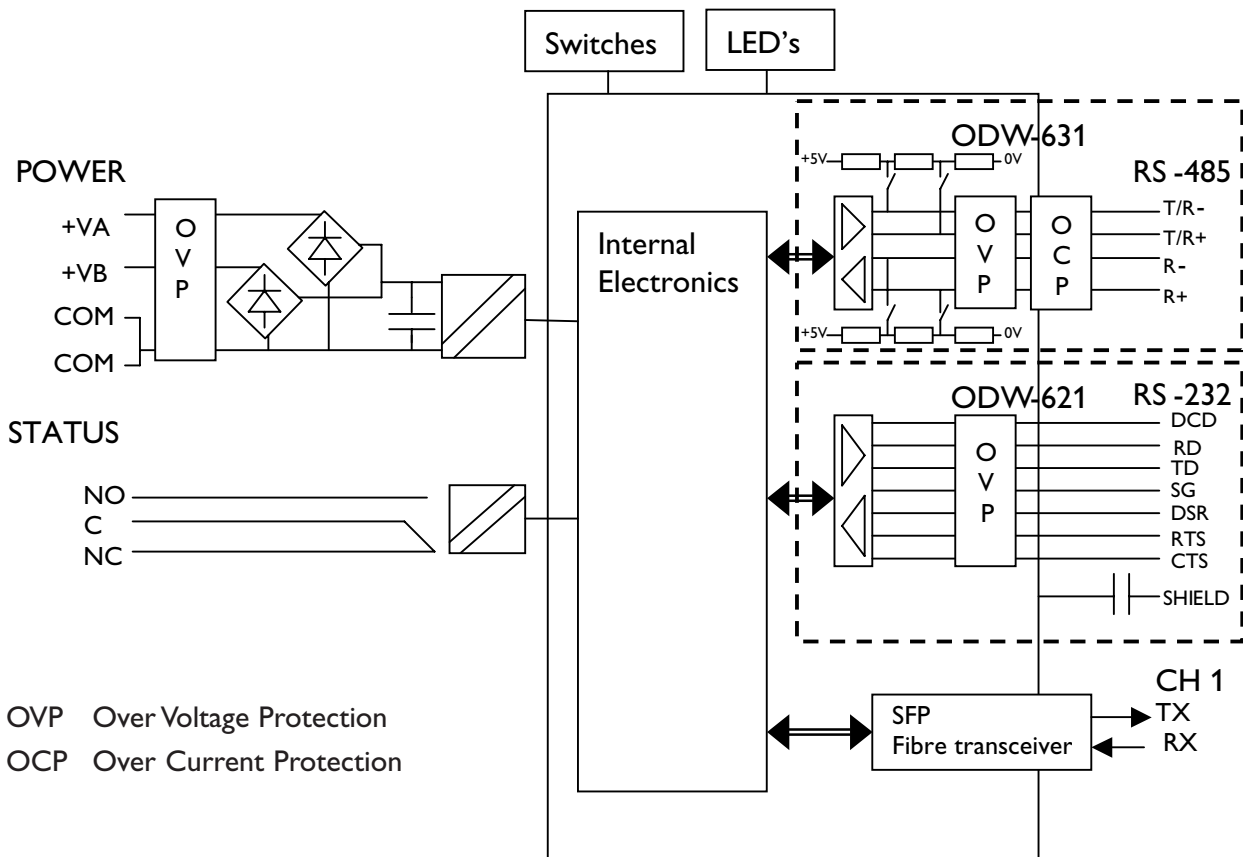 Switches
LED's
POWER
+VA
+VB
COM
COM
O
V
P
STATUS
NO
C
NC
Internal
Electronics
ODW-631
RS -485
+5V
0V
O
V
P
O
C
P
T/R-
T/R+
R-
R+
+5V
0V
ODW-621
RS -232
O
V
P
DCD
RD
TD
SG
DSR
RTS
CTS
SHIELD
CH 1
SFP
Fibre transceiver
TX
RX
OVP Over Voltage Protection
OCP Over Current Protection